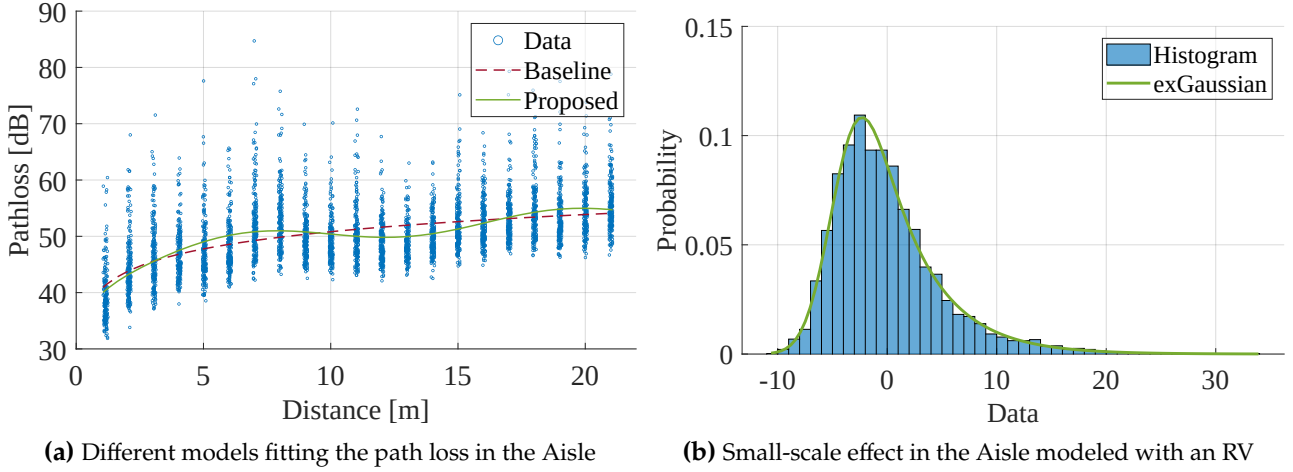 90
80
70
60
50
40
30
0
5
10
15
20
Pathloss [dB]
Distance [m]
Data
Baseline
Proposed
(a) Different models fitting the path loss in the Aisle
0.15
0.1
0.05
0
-10
0
10
20
30
Probability
Data
Histogram
exGaussian
(b) Small-scale effect in the Aisle modeled with an RV